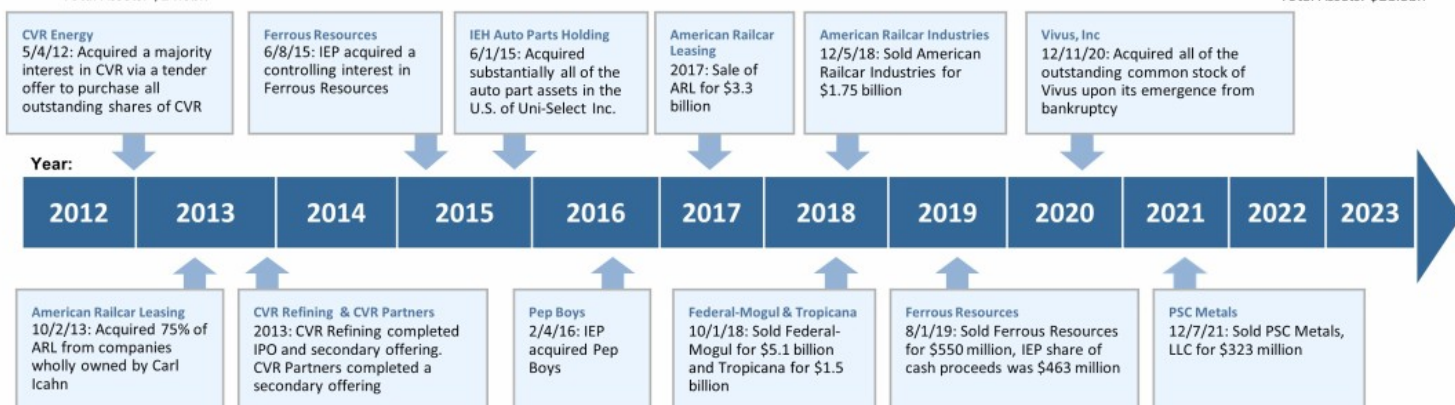 CVR Energy
5/4/12: Acquired a majority
interest in CVR via a tender
offer to purchase all
outstanding shares of CVR
Ferrous Resources
6/8/15: IEP acquired a
controlling interest in
Ferrous Resources
IEH Auto Parts Holding
6/1/15: Acquired
substantially all of the
auto part assets in the
U.S. of Uni-Select Inc.
American Railcar
Leasing
2017: Sale of
ARL for $3.3
billion
American Railcar Industries
12/5/18: Sold American
Railcar Industries for
$1.75 billion
Vivus, Inc
12/11/20: Acquired all of the
outstanding common stock of
Vivus upon its emergence from
bankruptcy
Year:
2012 2013 2014 2015 2016 2017 2018 2019 2020 2021 2022 2023
American Railcar Leasing
10/2/13: Acquired 75% of
ARL from companies
wholly owned by Carl
Icahn
CVR Refining & CVR Partners
2013: CVR Refining completed
IPO and secondary offering.
CVR Partners completed a
secondary offering
Pep Boys
2/4/16: IEP
acquired Pep
Boys
Federal-Mogul & Tropicana
10/1/18: Sold Federal-
Mogul for $5.1 billion
and Tropicana for $1.5
billion
Ferrous Resources
8/1/19: Sold Ferrous Resources
for $550 million, IEP share of
cash proceeds was $463 million
PSC Metals
12/7/21: Sold PSC Metals,
LLC for $323 million